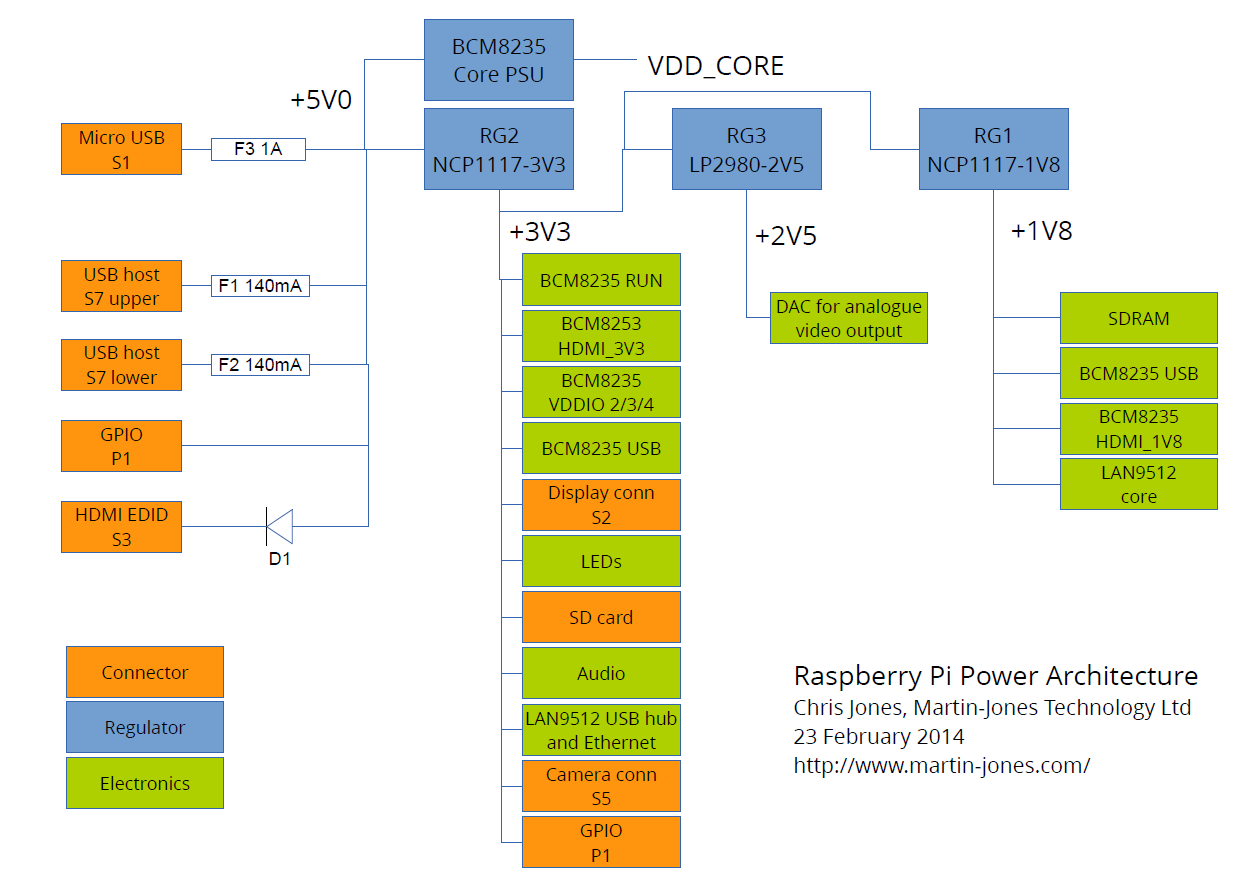 BCM8235
Core PSU
VDD_CORE
+5V0
Micro USB
S1
F3 1A
RG2
NCP1117-3V3
RG3
LP2980-2V5
RG1
NCP1117-1V8
+3V3
+2V5
+1V8
USB host
S7 upper
F1 140mA
USB host
S7 lower
F2 140mA
GPIO
P1
HDMI EDID
S3
D1
BCM8235 RUN
BCM8253
HDMI_3V3
BCM8235
VDDIO 2/3/4
BCM8235 USB
Display conn
S2
LEDs
SD card
Audio
LAN9512 USB hub
and Ethernet
Camera conn
S5
GPIO
P1
DAC for analogue
video output
SDRAM
BCM8235 USB
BCM8235
HDMI_1V8
LAN9512
core
Connector
Regulator
Electronics
Raspberry Pi Power Architecture
Chris Jones, Martin-Jones Technology Ltd
23 February 2014
http://www.martin-jones.com/